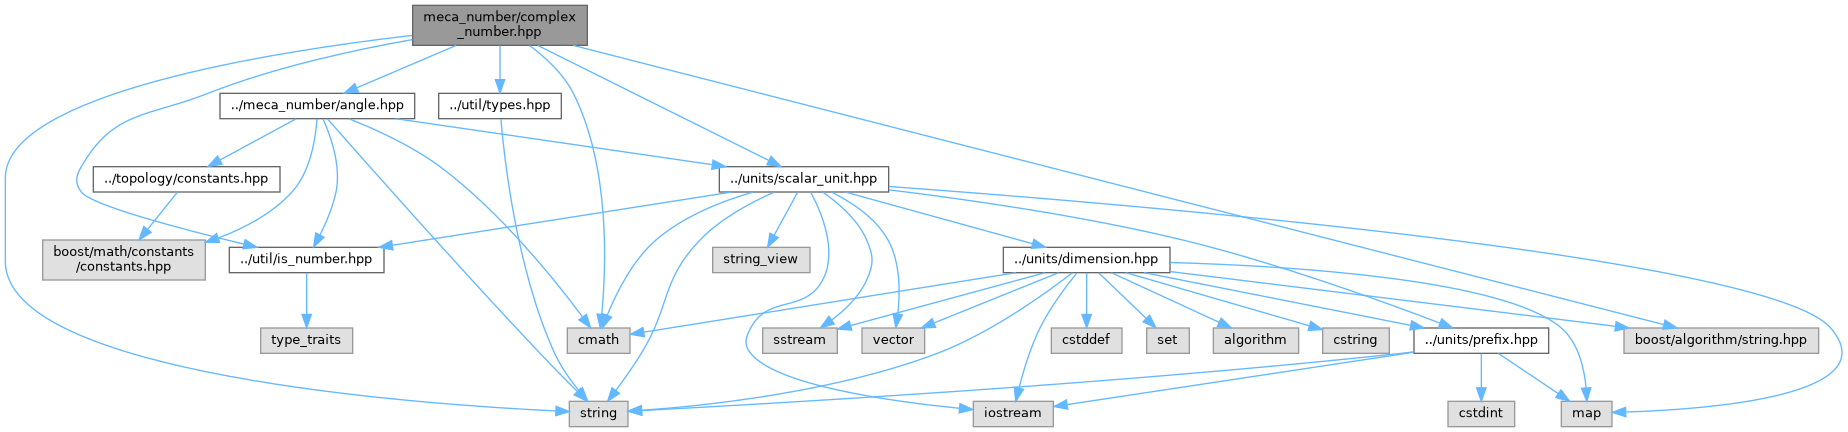 meca_number/complex
_number.hpp
../meca_number/angle.hpp
../util/types.hpp
../topology/constants.hpp
../units/scalar_unit.hpp
boost/math/constants
/constants.hpp
../util/is_number.hpp
string_view
../units/dimension.hpp
type_traits
cmath
sstream
vector
cstddef
set
algorithm
cstring
../units/prefix.hpp
boost/algorithm/string.hpp
string
iostream
cstdint
map